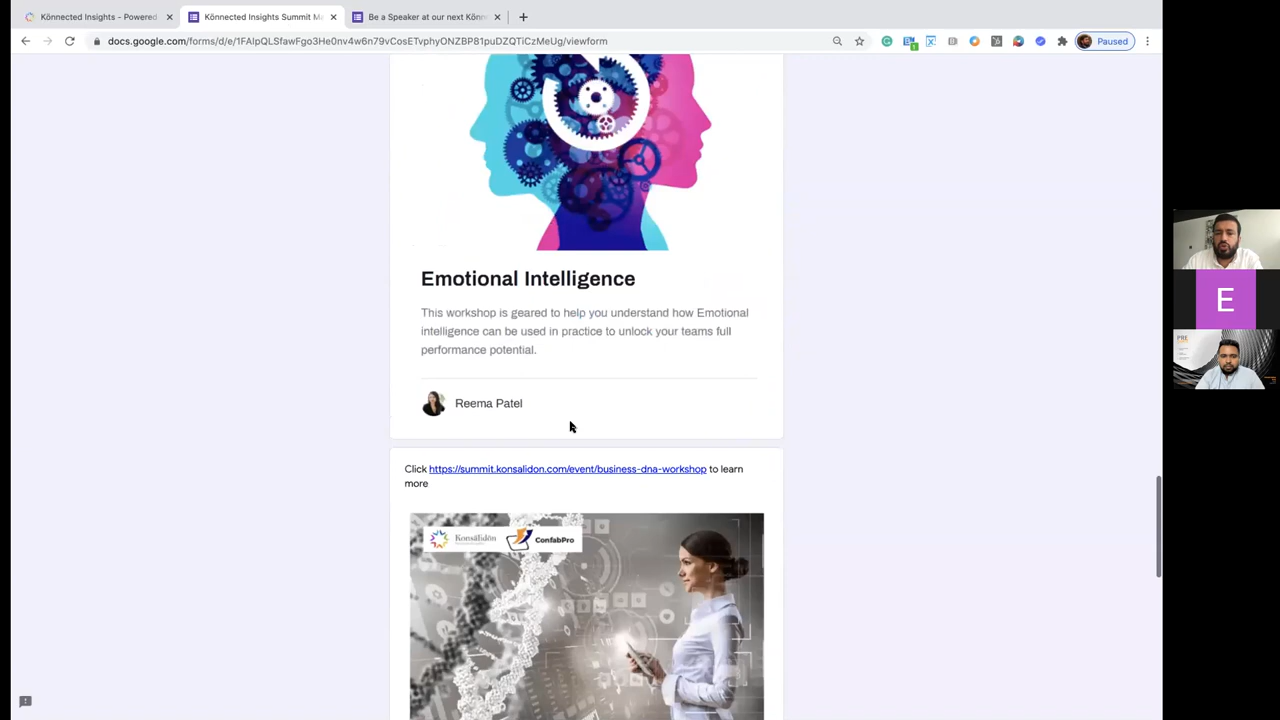 Könnected Insights - Powered
Könnected Insights Summit Ma
Be a Speaker at our next Könn
docs.google.com/forms/d/e/1FAIpQLSfawFgo3He0nv4w6n79vCosETvphyONZBP81puDZQTiCzMeUg/viewform
Paused
Emotional Intelligence
This workshop is geared to help you understand how Emotional
intelligence can be used in practice to unlock your teams full
performance potential.
Reema Patel
Click https://summit.konsalidon.com/event/business-dna-workshop to learn
more
Konsälidön
ConfabPro
E
PRE